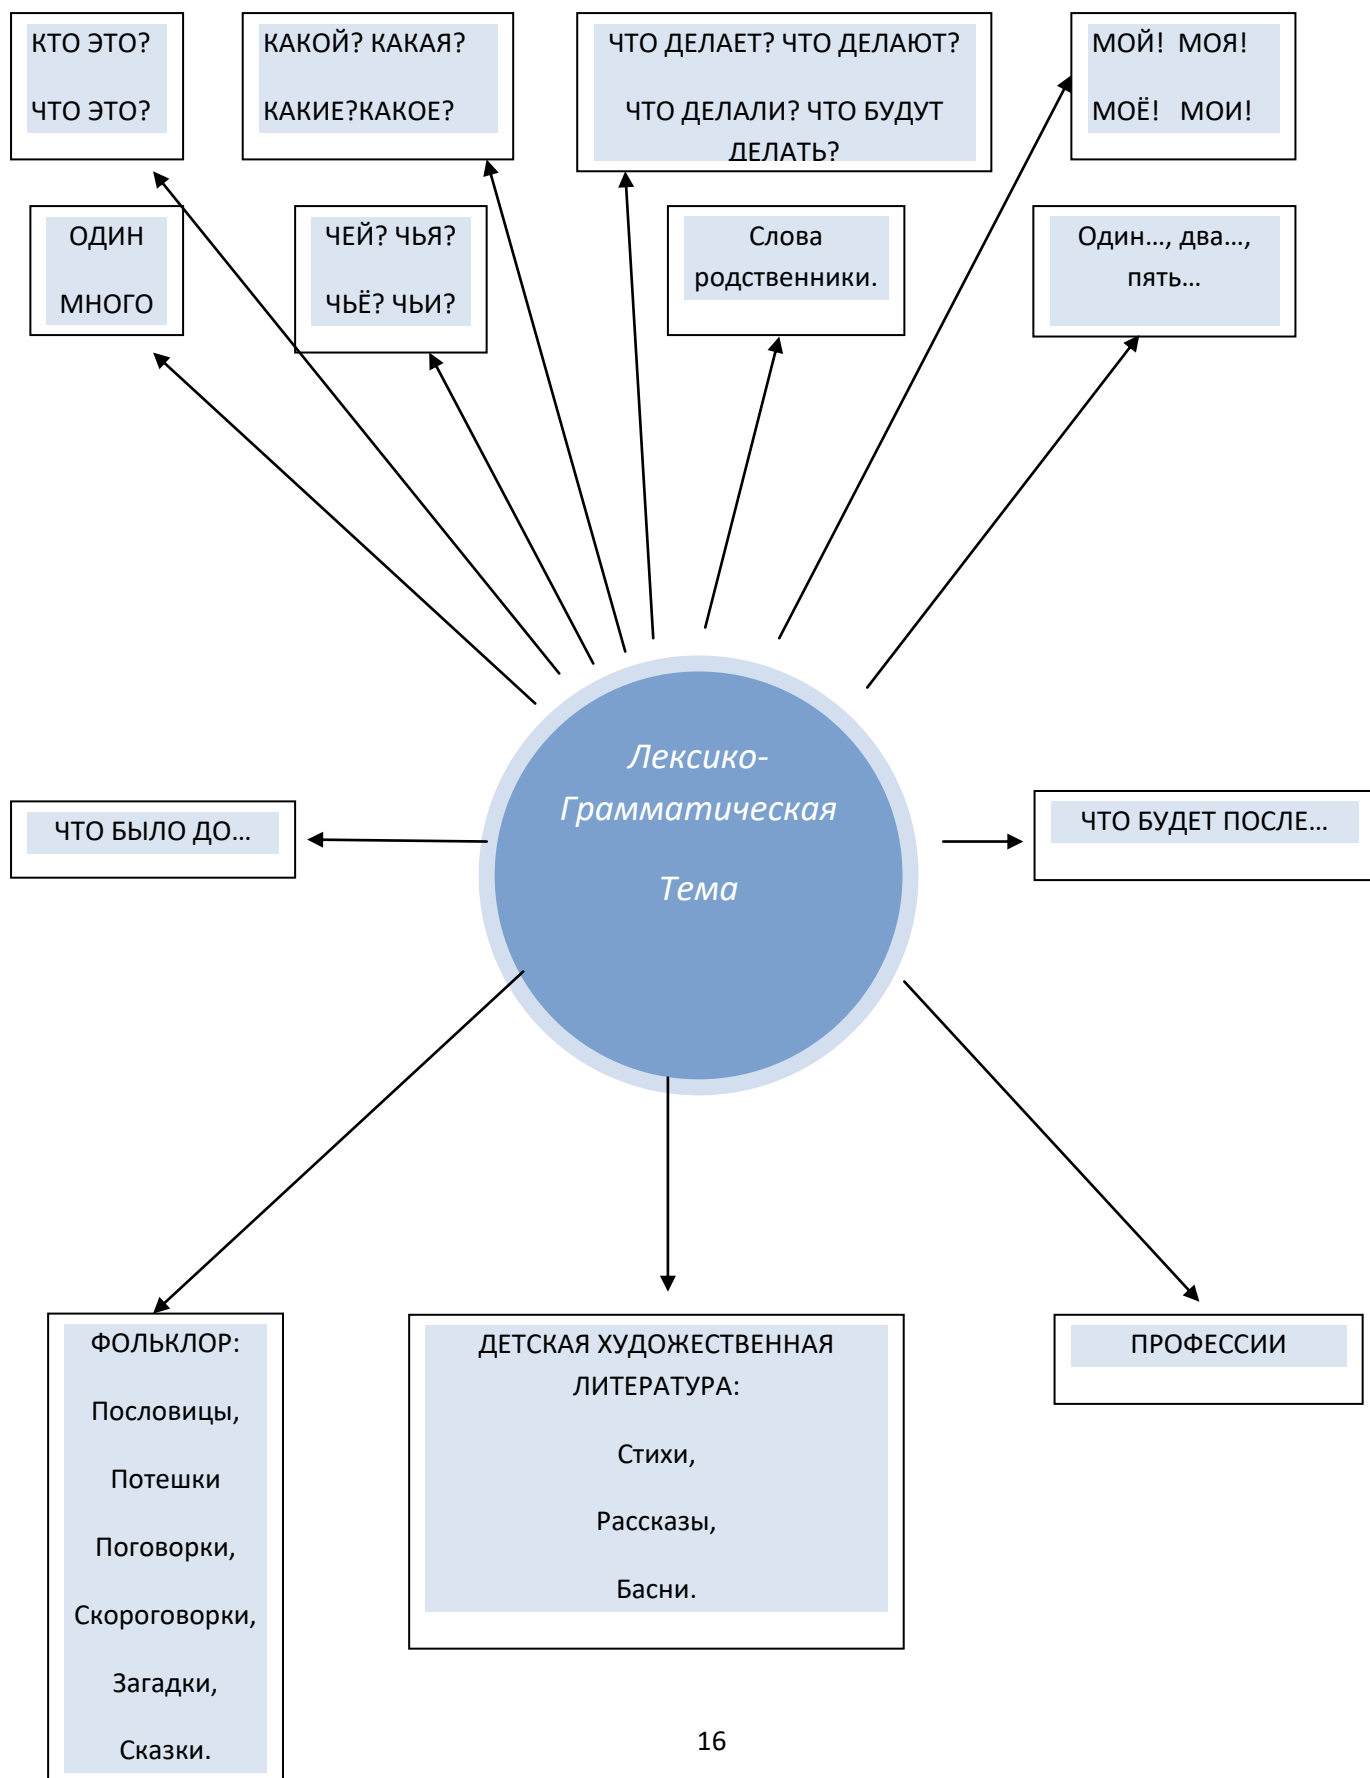 КТО ЭТО?
ЧТО ЭТО?
КАКОЙ? КАКАЯ?
КАКИЕ?КАКОЕ?
ЧТО ДЕЛАЕТ? ЧТО ДЕЛАЮТ?
ЧТО ДЕЛАЛИ? ЧТО БУДУТ
ДЕЛАТЬ?
МОЙ! МОЯ!
МОЁ! МОИ!
ОДИН
МНОГО
ЧЕЙ? ЧЬЯ?
ЧЬЁ? ЧЬИ?
Слова
родственники.
Один…, два…,
пять…
Лексико-
Грамматическая
Тема
ЧТО БЫЛО ДО…
ЧТО БУДЕТ ПОСЛЕ…
ФОЛЬКЛОР:
Пословицы,
Потешки
Поговорки,
Скороговорки,
Загадки,
Сказки.
ДЕТСКАЯ ХУДОЖЕСТВЕННАЯ
ЛИТЕРАТУРА:
Стихи,
Рассказы,
Басни.
ПРОФЕССИИ
16